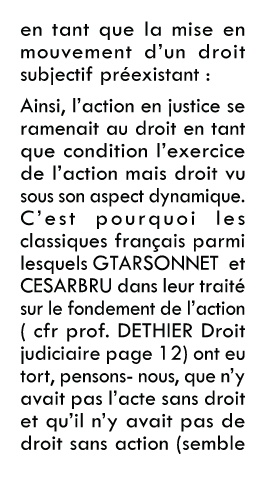 en tant que la mise en
mouvement d'un droit
subjectif préexistant :
Ainsi, l'action en justice se
ramenait au droit en tant
que condition l'exercice
de l'action mais droit vu
sous son aspect dynamique.
C'est pourquoi les
classiques français parmi
lesquels GTARSONNET et
CESARBRU dans leur traité
sur le fondement de l'action
( cfr prof. DETHIER Droit
judiciaire page 12) ont eu
tort, pensons- nous, que n'y
avait pas l'acte sans droit
et qu'il n'y avait pas de
droit sans action (semble